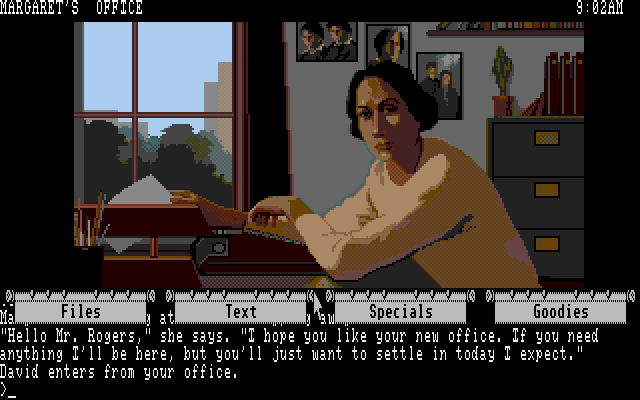 MARGARET'S OFFICE 9:02AM
Files Text Specials Goodies
"Hello Mr. Rogers," she says. "I hope you like your new office. If you need
anything I'll be here, but you'll just want to settle in today I expect."
David enters from your office.
>_